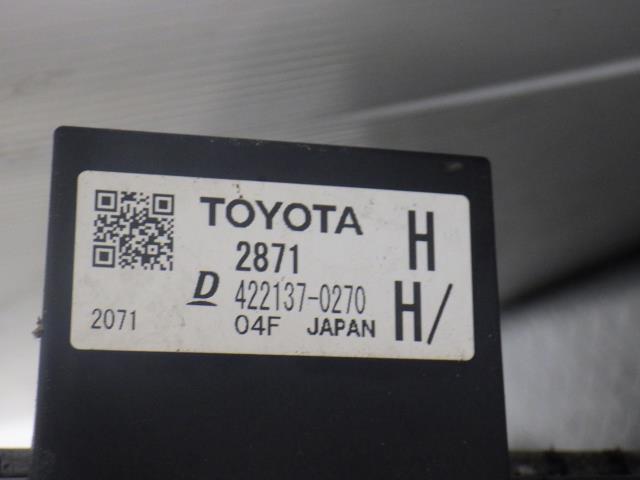 TOYOTA H
2871
D 422137-0270 H/
2071 04F JAPAN